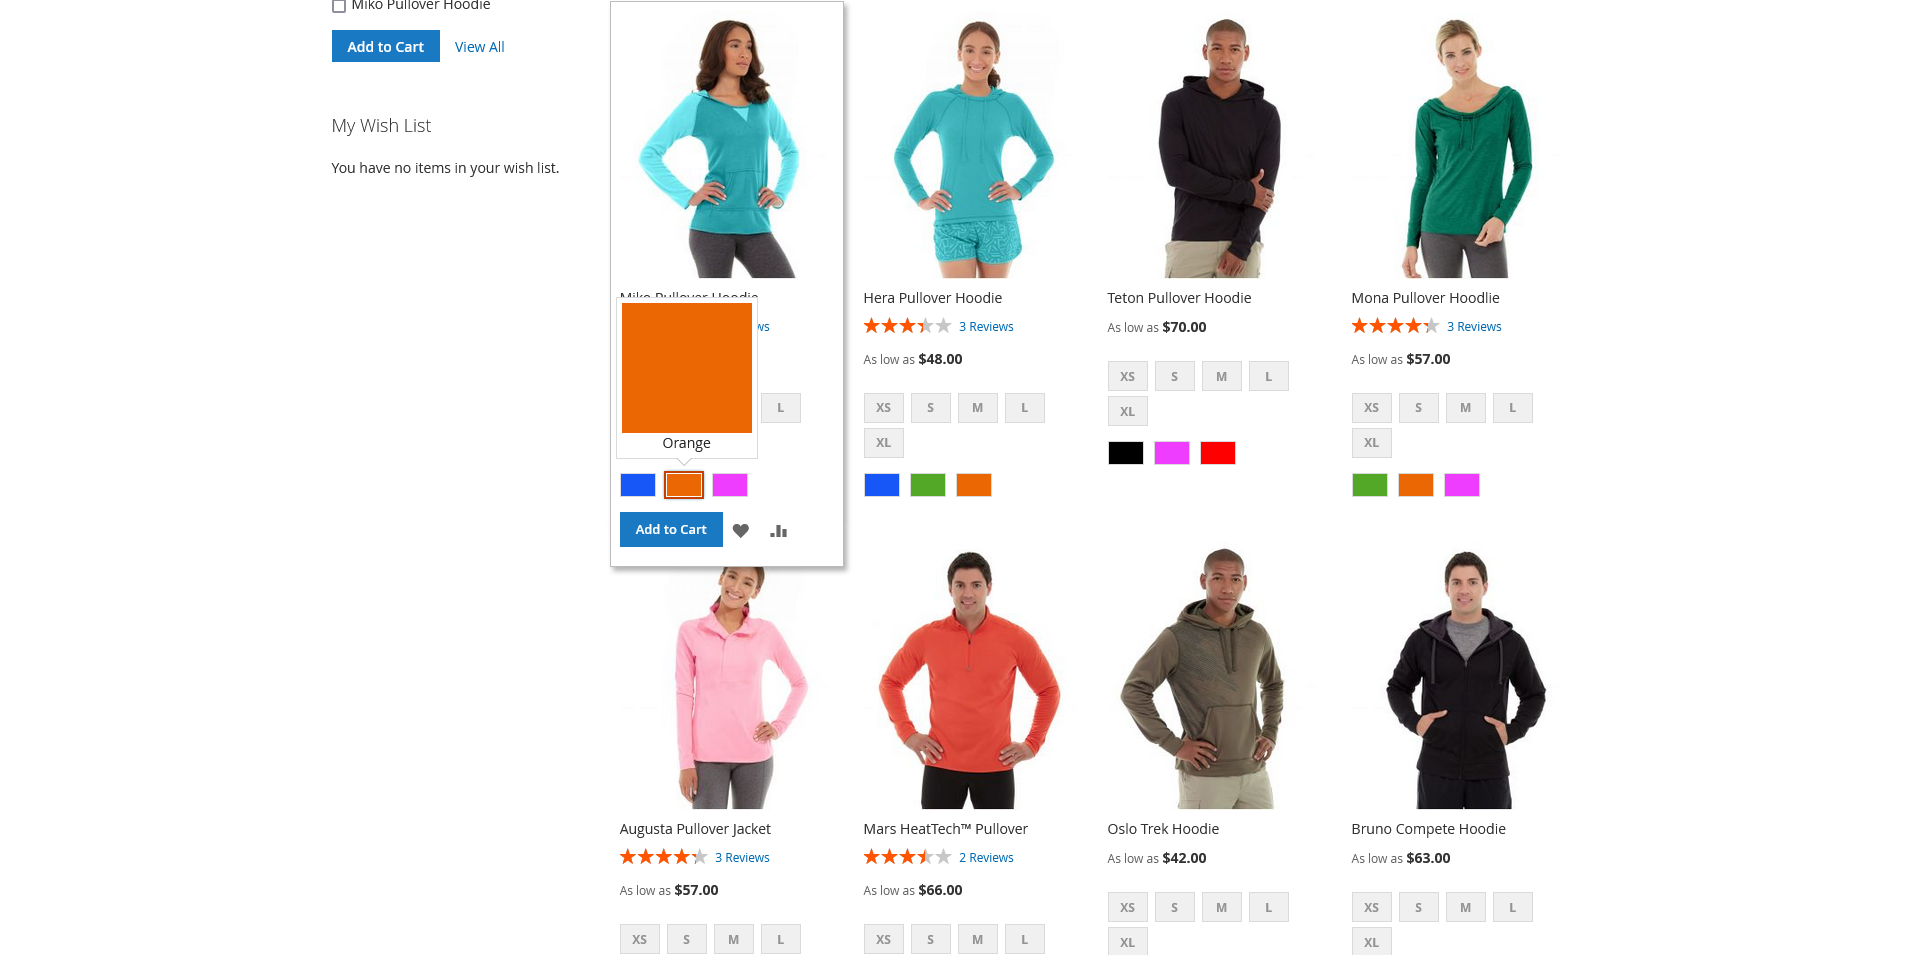 Miko Pullover Hoodie
Add to Cart View All
My Wish List
You have no items in your wish list.
Miko Pullover Hoodie
Orange
L
Add to Cart
Hera Pullover Hoodie
3 Reviews
As low as $48.00
XS S M L
XL
Teton Pullover Hoodie
As low as $70.00
XS S M L
XL
Mona Pullover Hoodlie
3 Reviews
As low as $57.00
XS S M L
XL
Augusta Pullover Jacket
3 Reviews
As low as $57.00
XS S M L
Mars HeatTech™ Pullover
2 Reviews
As low as $66.00
XS S M L
Oslo Trek Hoodie
As low as $42.00
XS S M L
XL
Bruno Compete Hoodie
As low as $63.00
XS S M L
XL